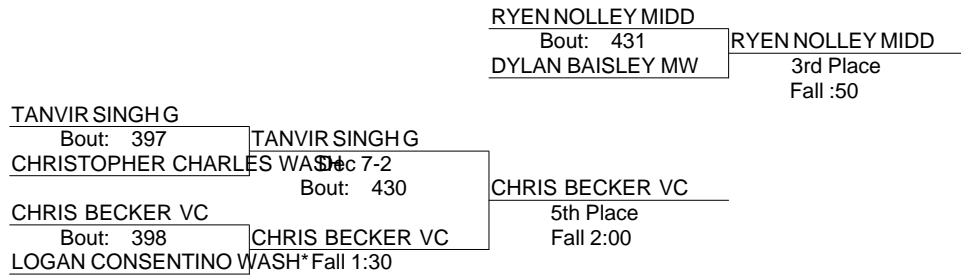 RYEN NOLLEY MIDD
Bout: 431
RYEN NOLLEY MIDD
DYLAN BAISLEY MW
3rd Place
Fall :50
TANVIR SINGH G
Bout: 397
TANVIR SINGH G
CHRISTOPHER CHARLES WASH
Dec 7-2
Bout: 430
CHRIS BECKER VC
CHRIS BECKER VC
5th Place
Bout: 398
CHRIS BECKER VC
Fall 2:00
LOGAN CONSENTINO WASH*
Fall 1:30